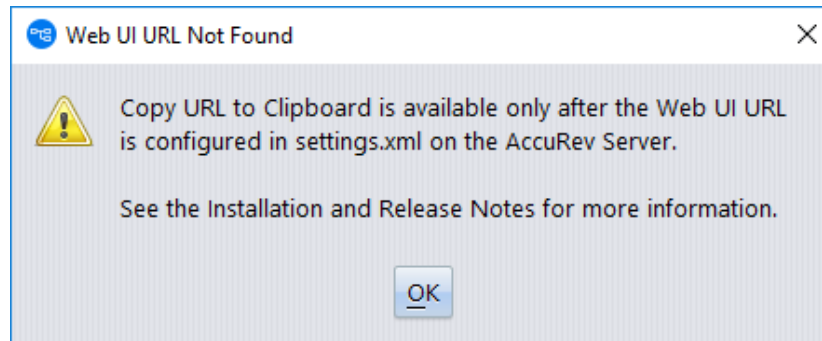 Web UI URL Not Found
Copy URL to Clipboard is available only after the Web UI URL
is configured in settings.xml on the AccuRev Server.
See the Installation and Release Notes for more information.
OK